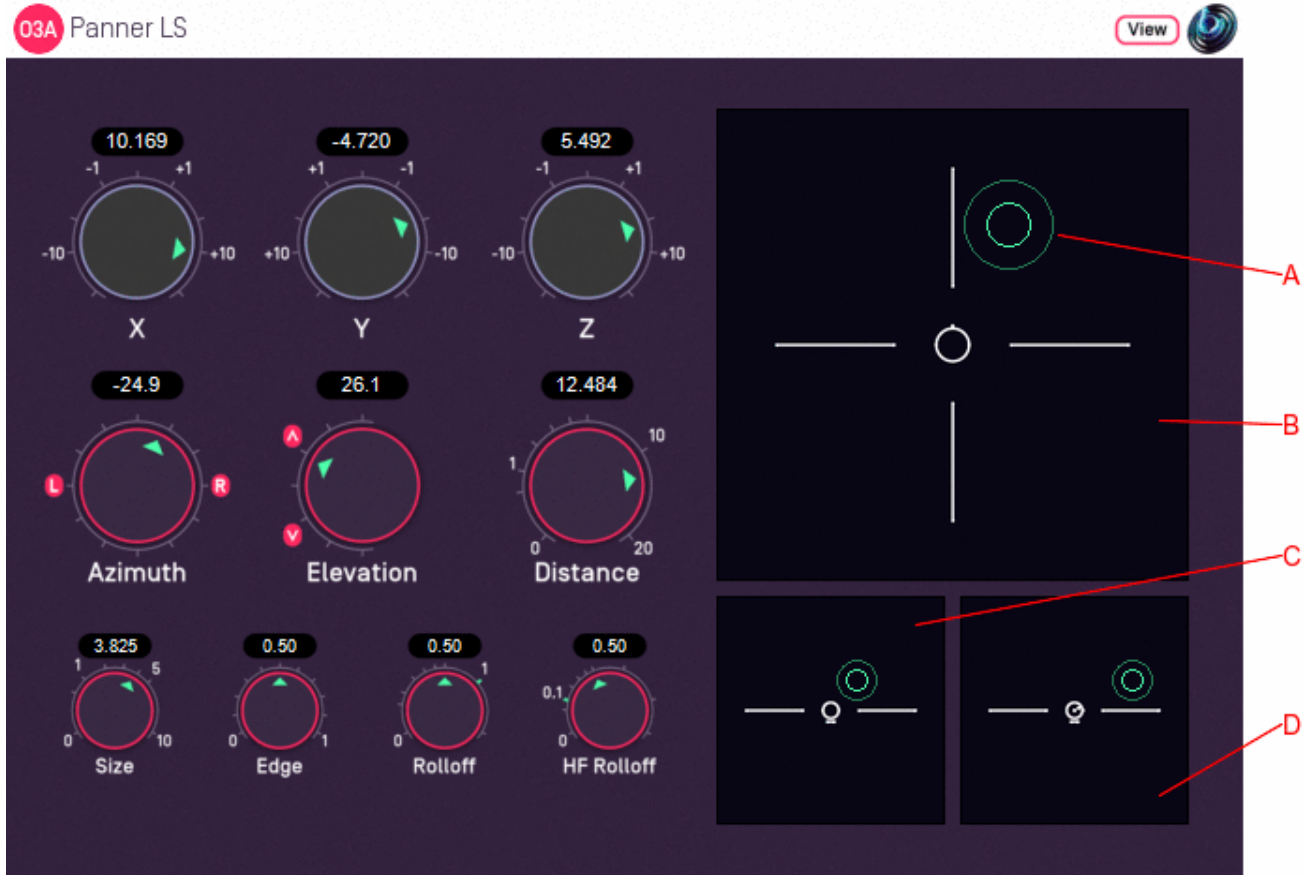 O3A Panner LS
View
10.169 -4.720 5.492
-1 +1 +1 -1 -1 +1
-10 +10 +10 -10 -10 +10
X Y Z
-24.9 26.1 12.484
L R
1 10
0 20
Azimuth Elevation Distance
3.825 0.50 0.50 0.50
1 5 1 0.1
0 10 0 1 0 0
Size Edge Rolloff HF Rolloff
A
B
C
D